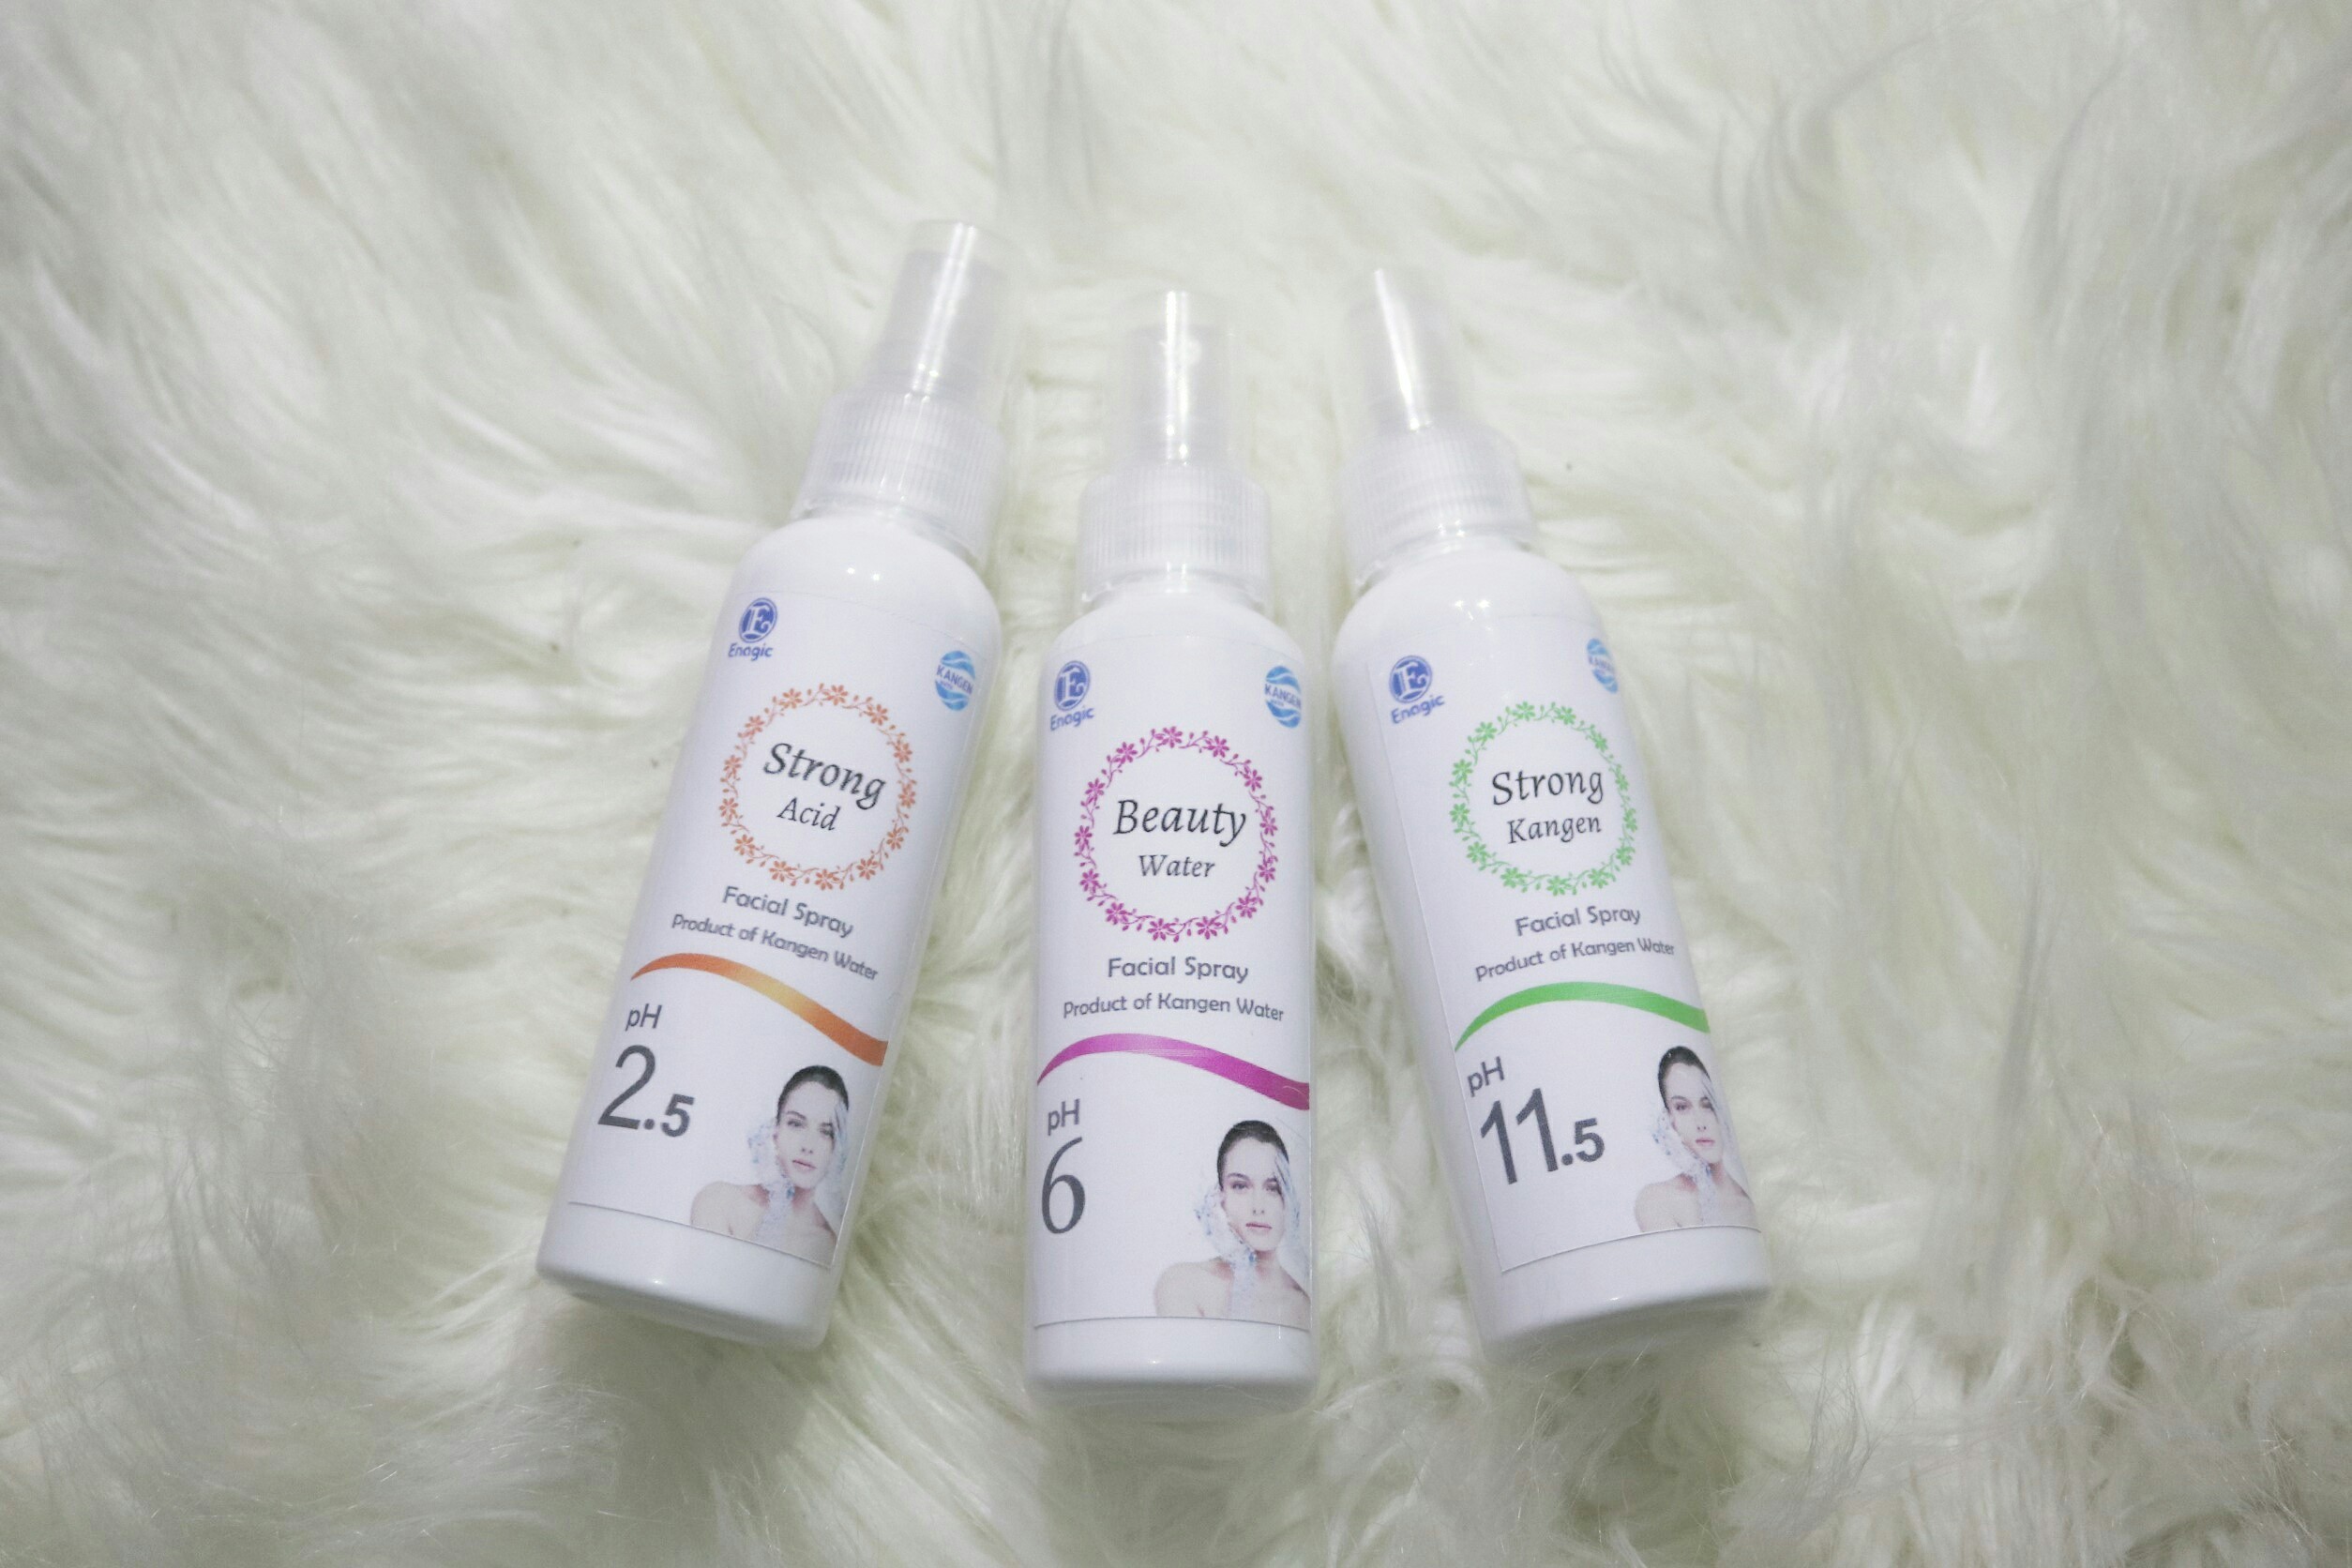 Enagic
KANGEN
Strong
Acid
Facial Spray
Product of Kangen Water
pH
2.5
Enagic
KANGEN
Beauty
Water
Facial Spray
Product of Kangen Water
pH
6
Enagic
Strong
Kangen
Facial Spray
Product of Kangen Water
pH
11.5